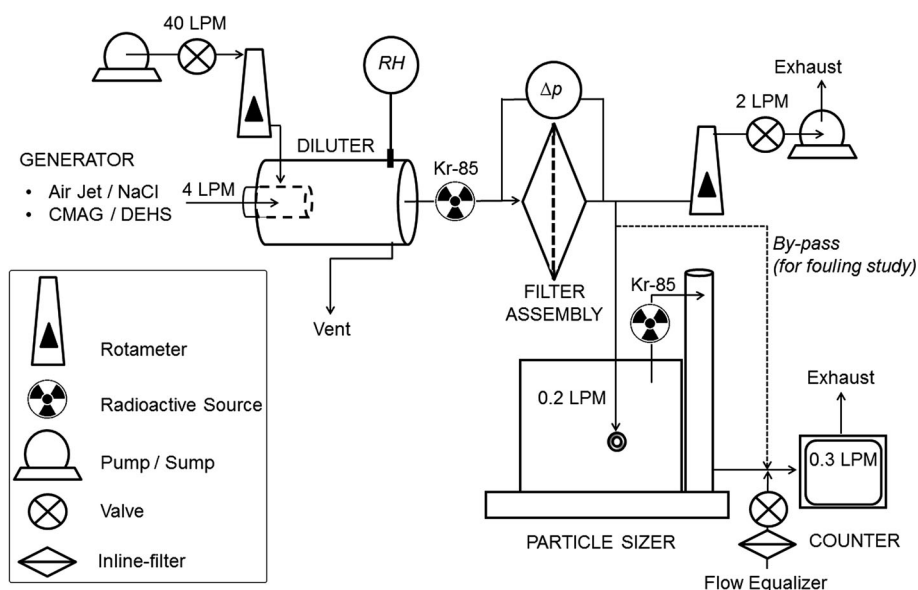 40 LPM
RH
Δp
Exhaust
2 LPM
DILUTER
Kr-85
GENERATOR
• Air Jet / NaCl
• CMAG / DEHS
4 LPM
By-pass
(for fouling study)
Vent
FILTER
ASSEMBLY
Kr-85
0.2 LPM
Exhaust
0.3 LPM
PARTICLE SIZER
COUNTER
Flow Equalizer
Rotameter
Radioactive Source
Pump / Sump
Valve
Inline-filter